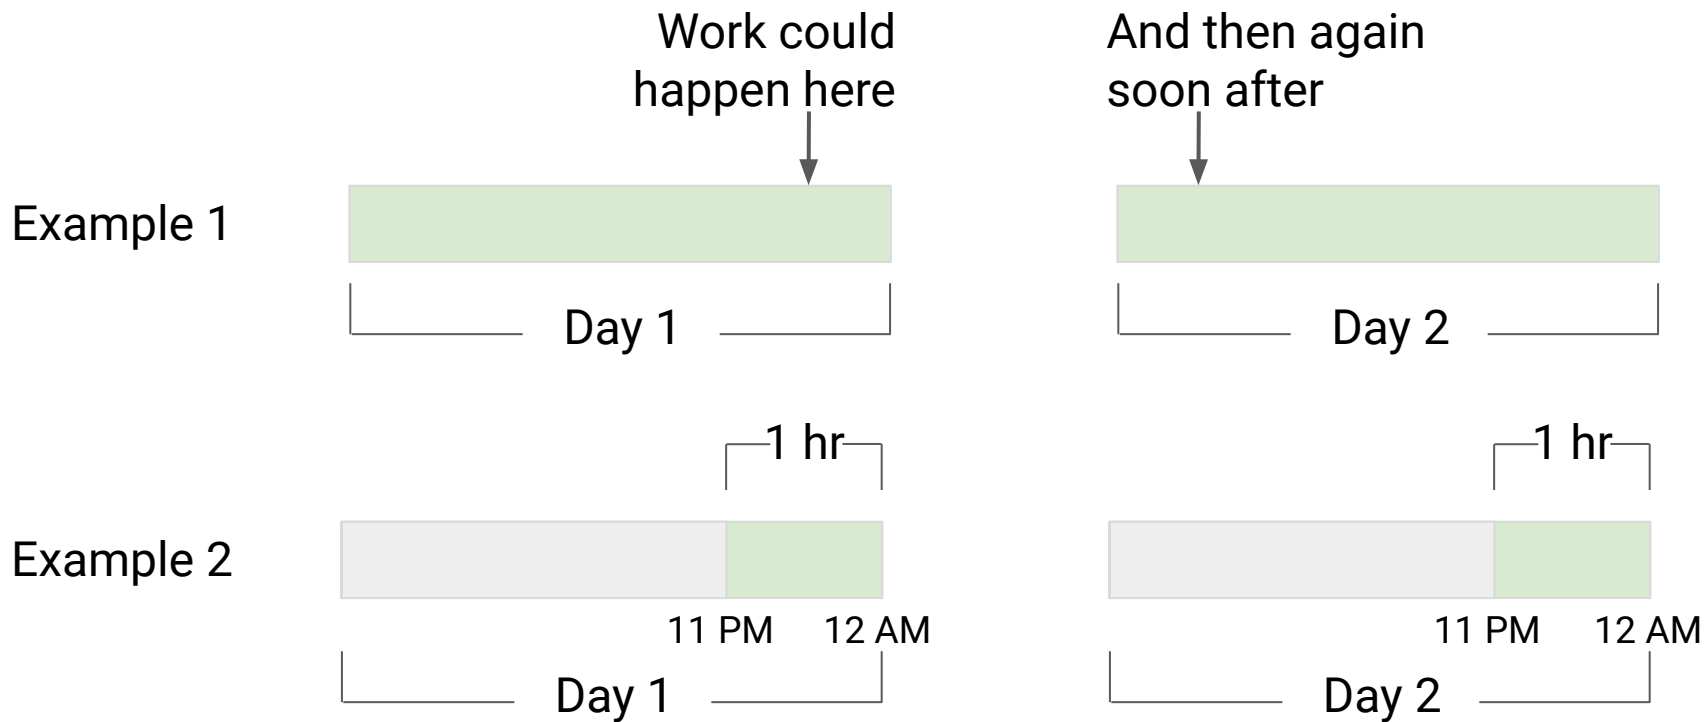 Work could
happen here
And then again
soon after
Example 1
Day 1
Day 2
1 hr
1 hr
Example 2
11 PM
12 AM
11 PM
12 AM
Day 1
Day 2